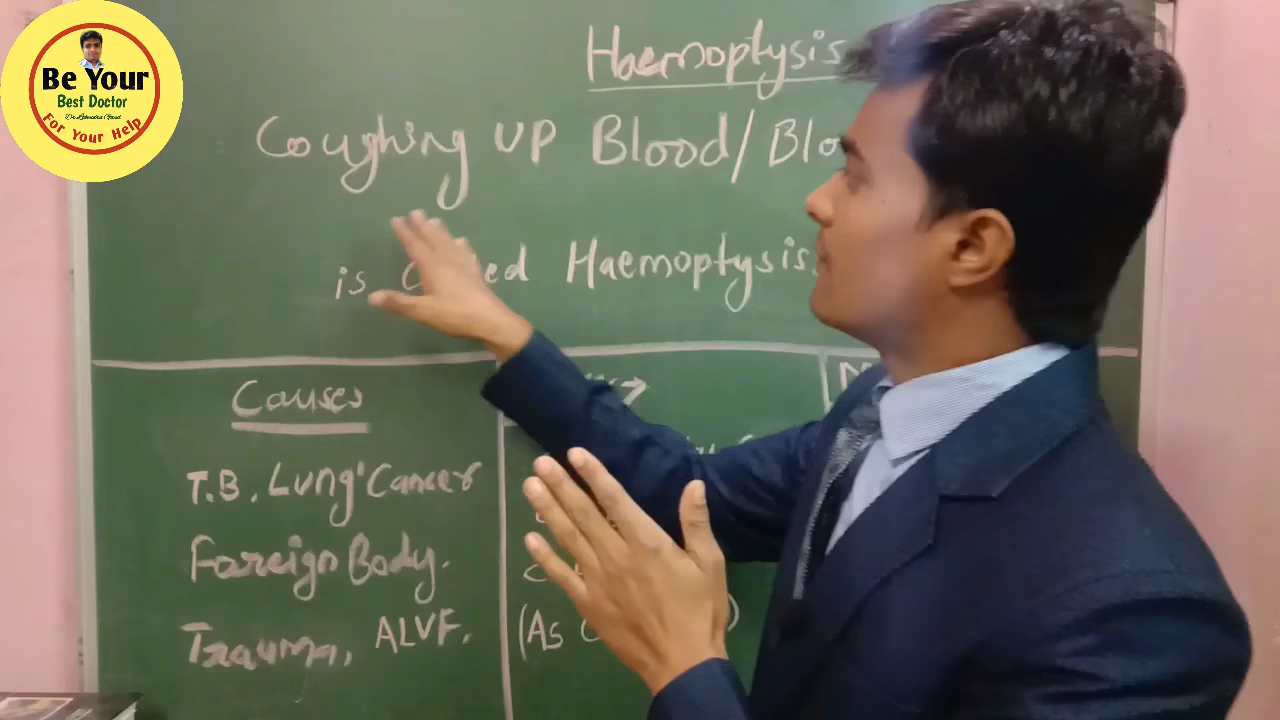 Be Your
Best Doctor
For Your Help
Haemoptysis
Coughing UP Blood/
is Haemoptysis.
Causes
T.B. Lung Cancer
Foreign Body.
Trauma, ALVF.
(As